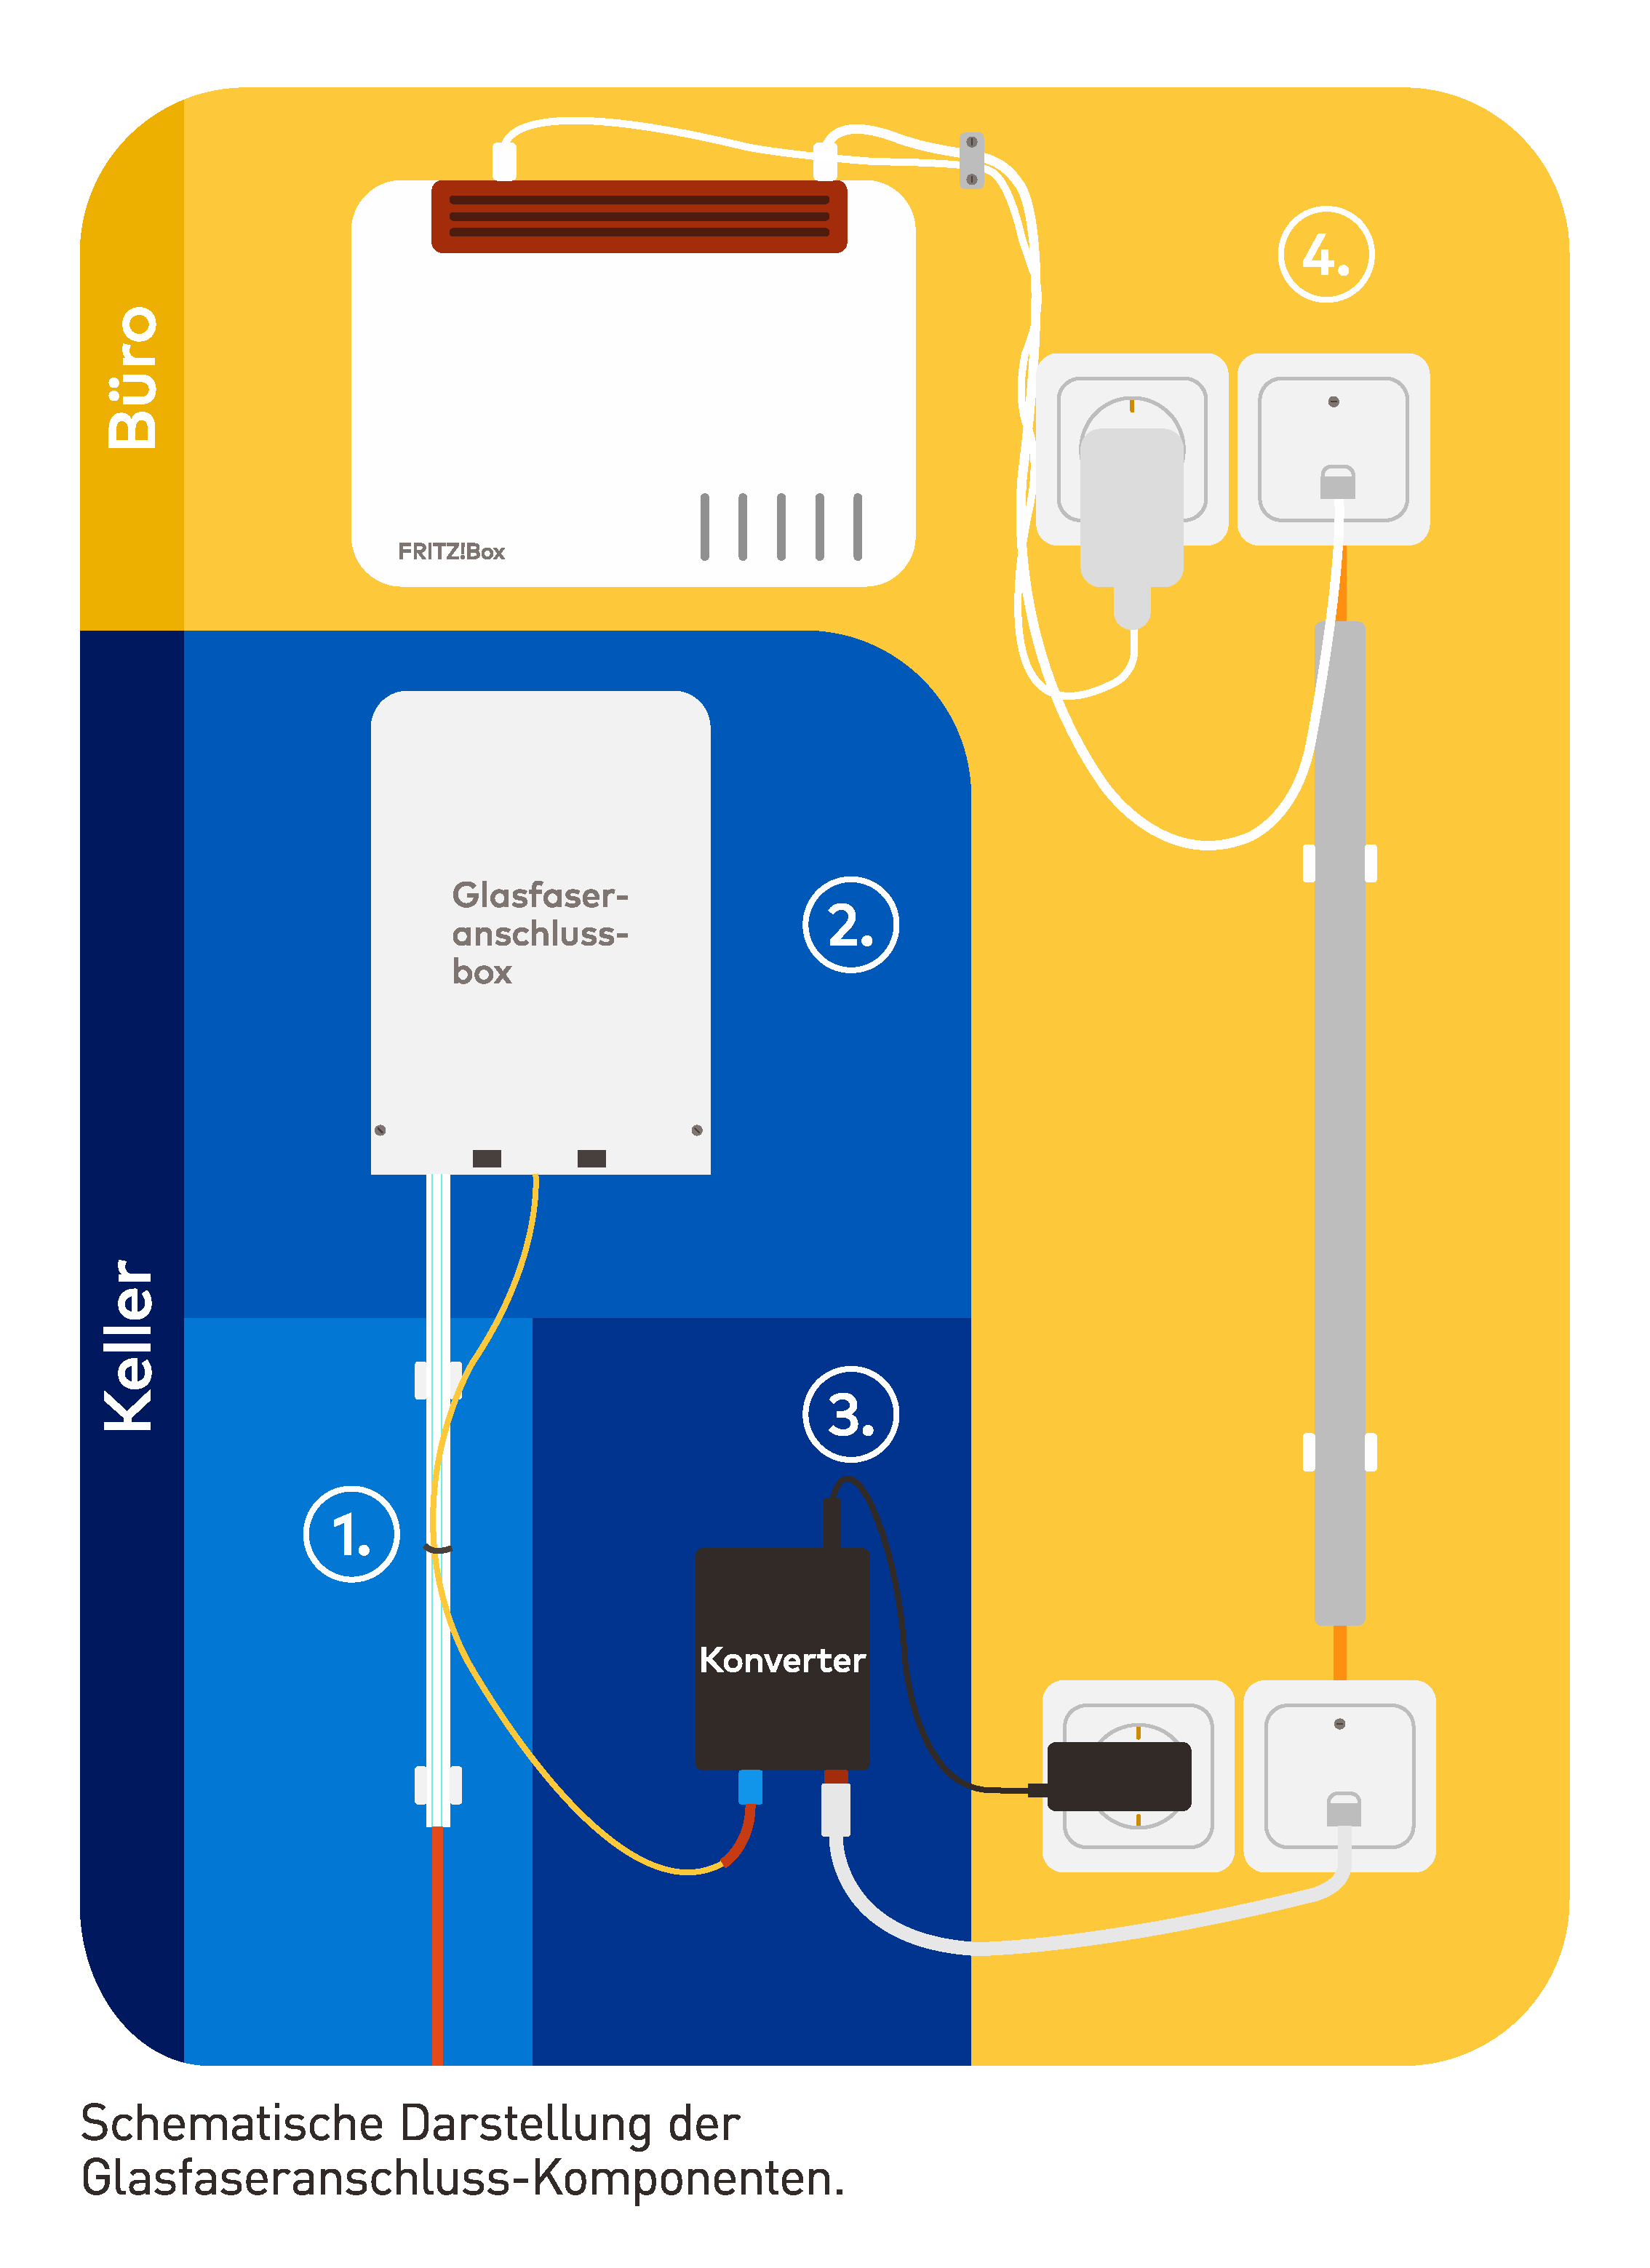 Büro
4.
FRITZ!Box
Glasfaser-
anschluss-
box
2.
Keller
3.
1.
Konverter
Schematische Darstellung der
Glasfaseranschluss-Komponenten.